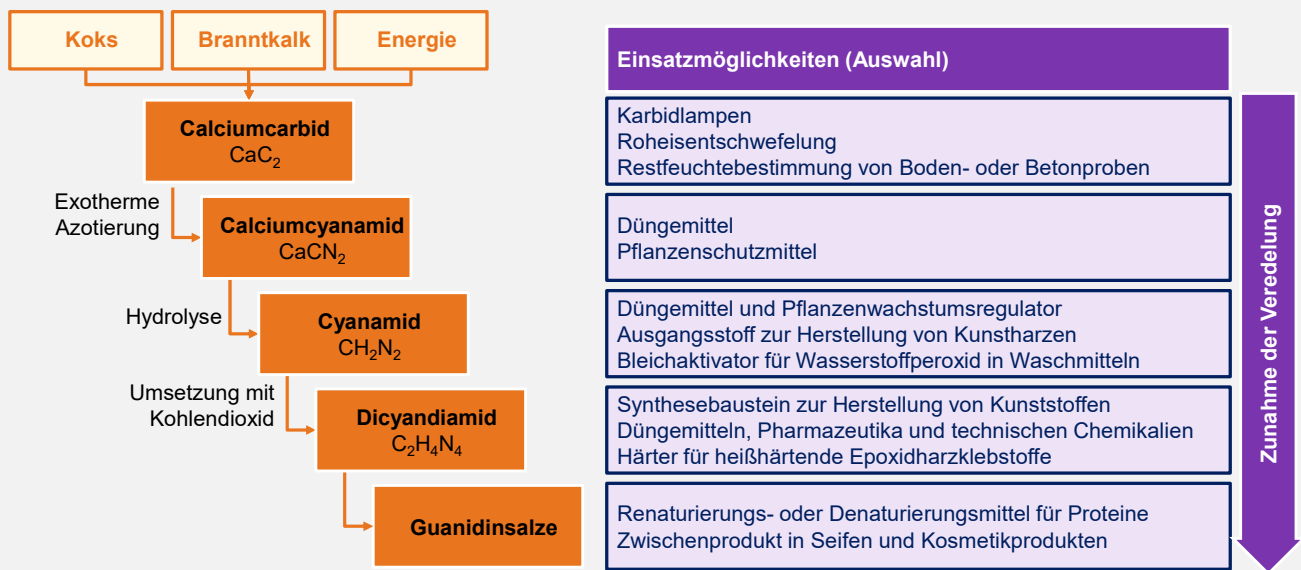 Koks
Branntkalk
Energie
Calciumcarbid
CaC₂
Exotherme
Azotierung
Calciumcyanamid
CaCN₂
Hydrolyse
Cyanamid
CH₂N₂
Umsetzung mit
Kohlendioxid
Dicyandiamid
C₂H₄N₄
Guanidinsalze
Einsatzmöglichkeiten (Auswahl)
Karbidlampen
Roheisentschwefelung
Restfeuchtebestimmung von Boden- oder Betonproben
Düngemittel
Pflanzenschutzmittel
Düngemittel und Pflanzenwachstumsregulator
Ausgangsstoff zur Herstellung von Kunstharzen
Bleichaktivator für Wasserstoffperoxid in Waschmitteln
Synthesebaustein zur Herstellung von Kunststoffen
Düngemitteln, Pharmazeutika und technischen Chemikalien
Härter für heißhärtende Epoxidharzklebstoffe
Renaturierungs- oder Denaturierungsmittel für Proteine
Zwischenprodukt in Seifen und Kosmetikprodukten
Zunahme der Veredelung